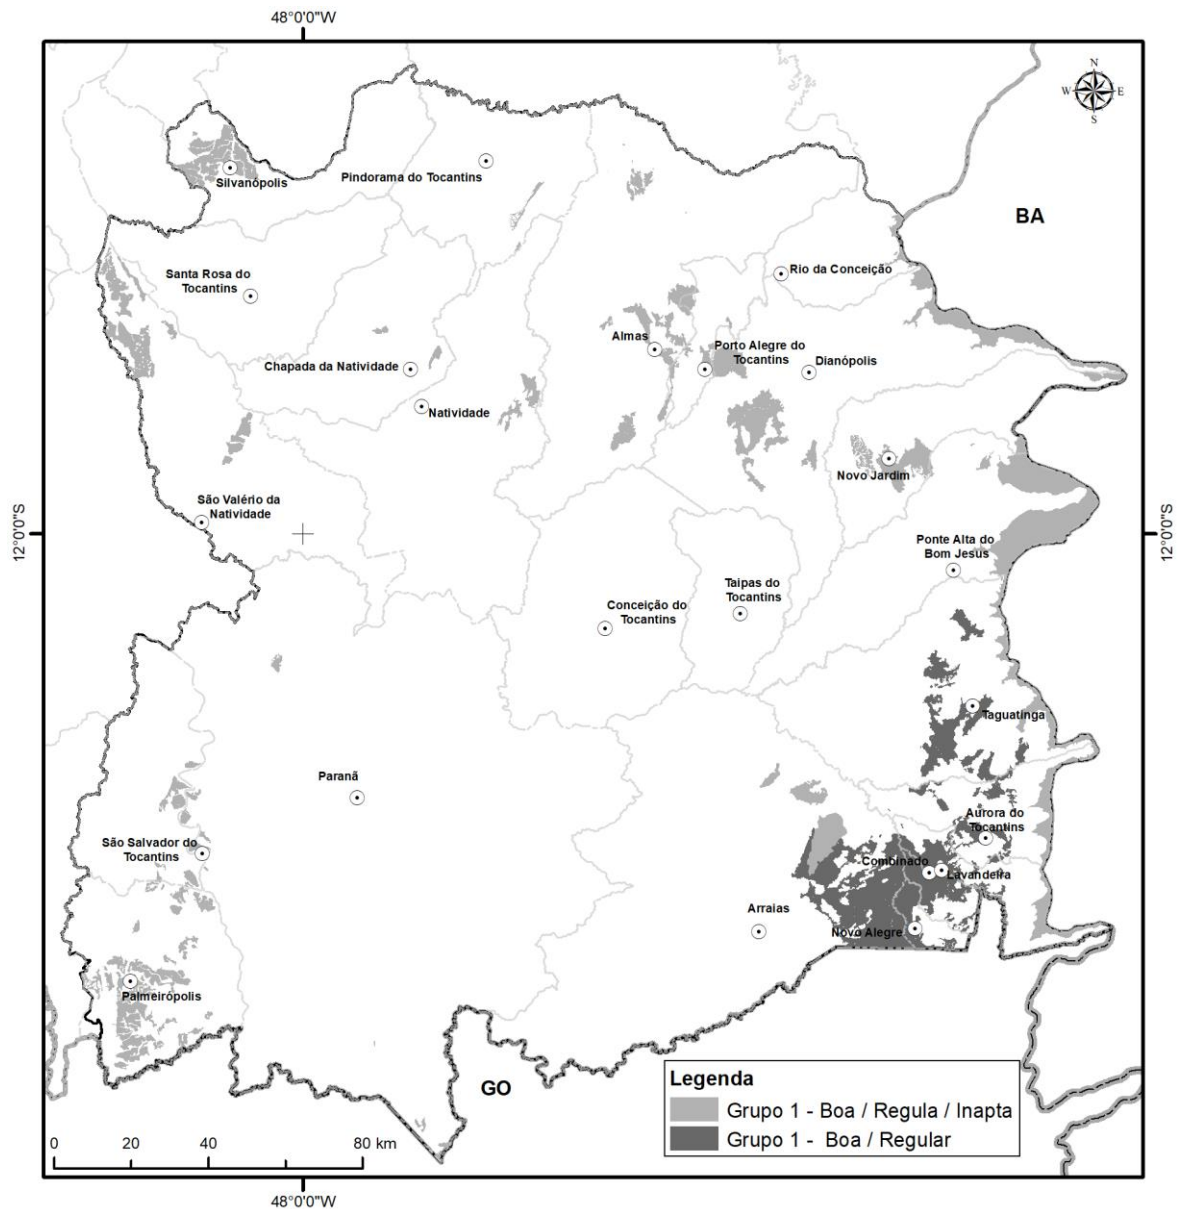 48°0'0"W
N
W
E
S
BA
Silvanópolis
Pindorama do Tocantins
Santa Rosa do
Tocantins
Rio da Conceição
Almas
Porto Alegre do
Tocantins
Dianópolis
Chapada da Natividade
Natividade
Novo Jardim
São Valério da
Natividade
12°0'0"S
12°0'0"S
Ponte Alta do
Bom Jesus
Taipas do
Tocantins
Conceição do
Tocantins
Taguatinga
Paranã
Aurora do
Tocantins
São Salvador do
Tocantins
Combinado
Lavandeira
Arraias
Novo Alegre
Palmeirópolis
GO
Legenda
Grupo 1 - Boa / Regula / Inapta
Grupo 1 - Boa / Regular
0 20 40 80 km
48°0'0"W